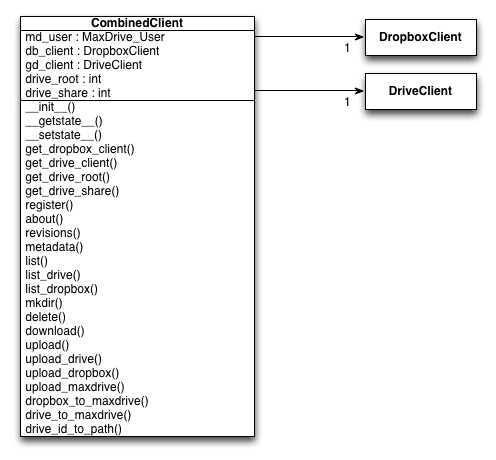 CombinedClient
md_user : MaxDrive_User
db_client : DropboxClient
gd_client : DriveClient
drive_root : int
drive_share : int
__init__()
__getstate__()
__setstate__()
get_dropbox_client()
get_drive_client()
get_drive_root()
get_drive_share()
register()
about()
revisions()
metadata()
list()
list_drive()
list_dropbox()
mkdir()
delete()
download()
upload()
upload_drive()
upload_dropbox()
upload_maxdrive()
dropbox_to_maxdrive()
drive_to_maxdrive()
drive_id_to_path()
1
DropboxClient
1
DriveClient